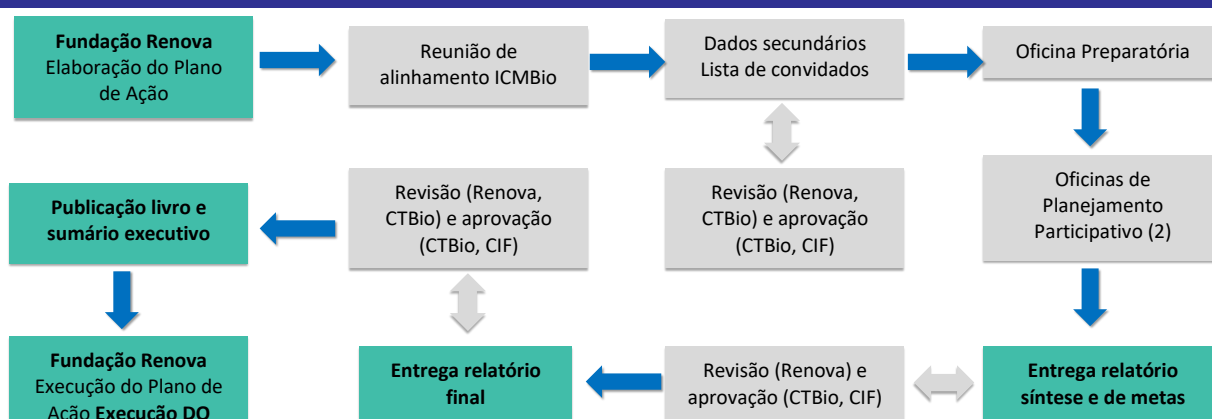 Fundação Renova
Elaboração do Plano
de Ação
Reunião de
alinhamento ICMBio
Dados secundários
Lista de convidados
Oficina Preparatória
Publicação livro e
sumário executivo
Revisão (Renova,
CTBio) e aprovação
(CTBio, CIF)
Revisão (Renova,
CTBio) e aprovação
(CTBio, CIF)
Oficinas de
Planejamento
Participativo (2)
Fundação Renova
Execução do Plano de
Ação Execução DO
Entrega relatório
final
Revisão (Renova) e
aprovação (CTBio, CIF)
Entrega relatório
síntese e de metas